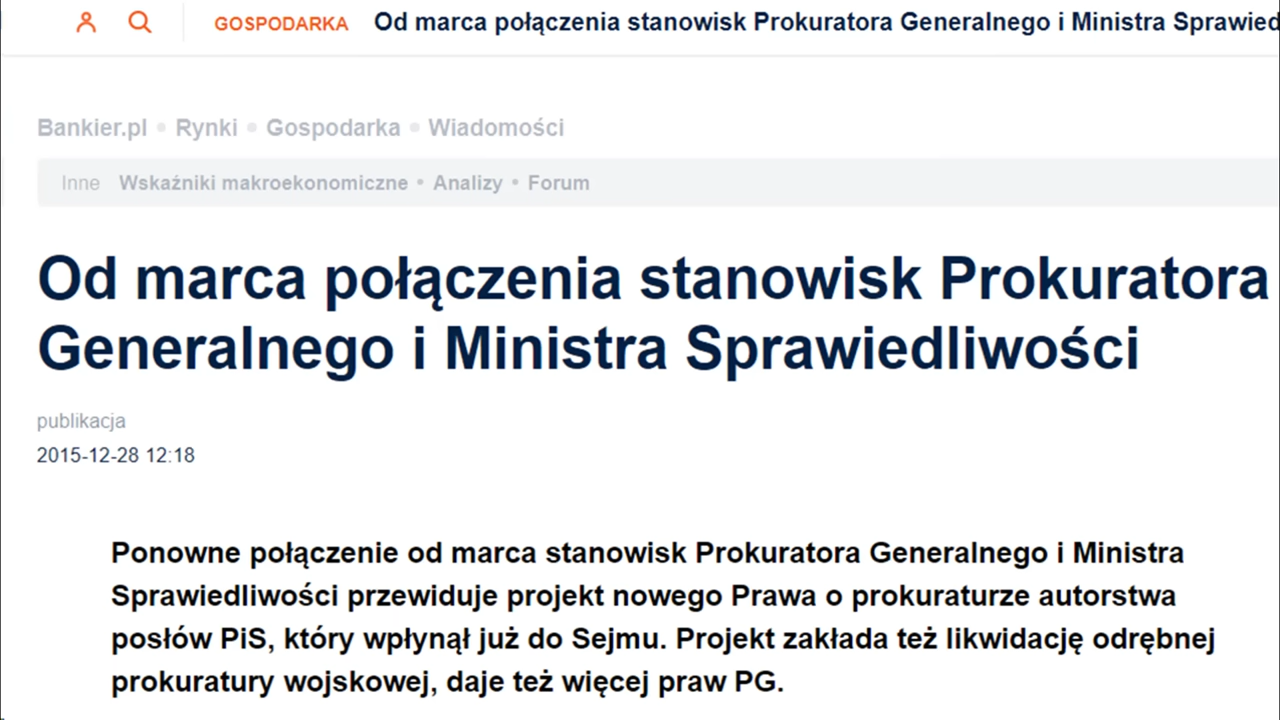 GOSPODARKA Od marca połączenia stanowisk Prokuratora Generalnego i Ministra Sprawied
Bankier.pl • Rynki • Gospodarka • Wiadomości
Inne Wskaźniki makroekonomiczne • Analizy • Forum
Od marca połączenia stanowisk Prokuratora
Generalnego i Ministra Sprawiedliwości
publikacja
2015-12-28 12:18
Ponowne połączenie od marca stanowisk Prokuratora Generalnego i Ministra
Sprawiedliwości przewiduje projekt nowego Prawa o prokuraturze autorstwa
posłów PiS, który wpłynął już do Sejmu. Projekt zakłada też likwidację odrębnej
prokuratury wojskowej, daje też więcej praw PG.